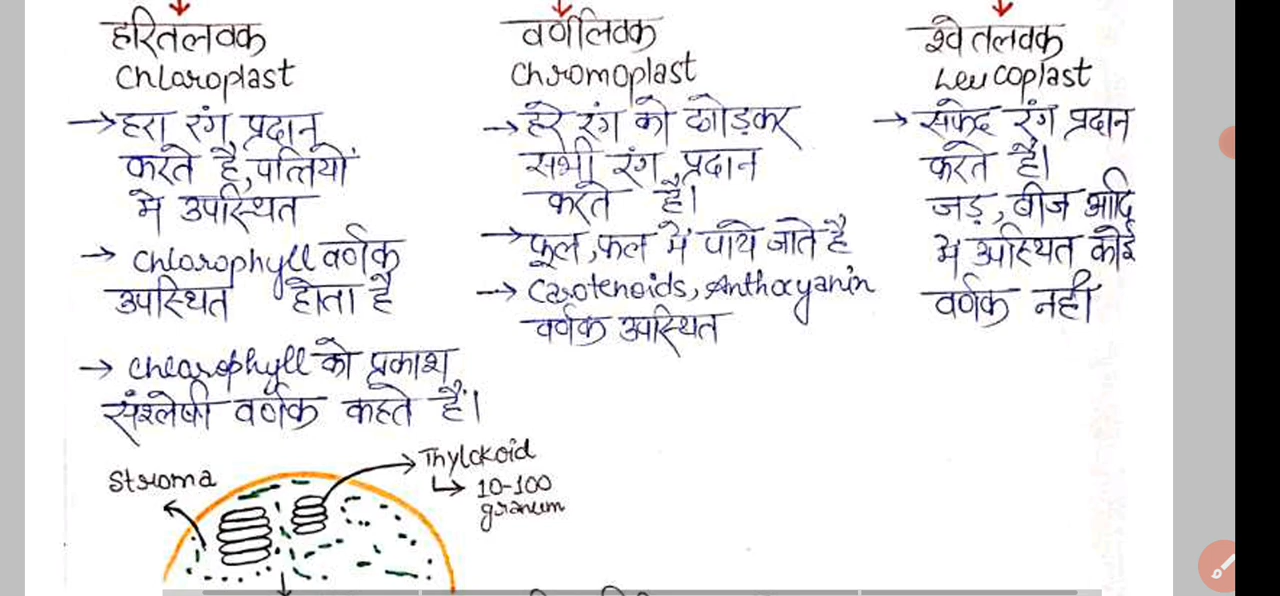 हरितलवक
Chloroplast
→ हरा रंग प्रदान
करते है, पत्तियों
मे उपस्थित
→ Chlorophyll वर्णक
उपस्थित होता है
→ Chlorophyll को प्रकाश
संश्लेषी वर्णक कहते हैं।
वर्णीलवक
Chromoplast
→ हरे रंग को छोड़कर
सभी रंग प्रदान
करते हैं।
→ फूल, फल में पाये जाते है
→ Carotenoids, Anthocyanin
वर्णक उपस्थित
श्वेतलवक
Leucoplast
→ सफेद रंग प्रदान
करते है।
जड़, बीज आदि
मे उपस्थित कोई
वर्णक नही
Stroma
Thylokoid
↳ 10-100
granum